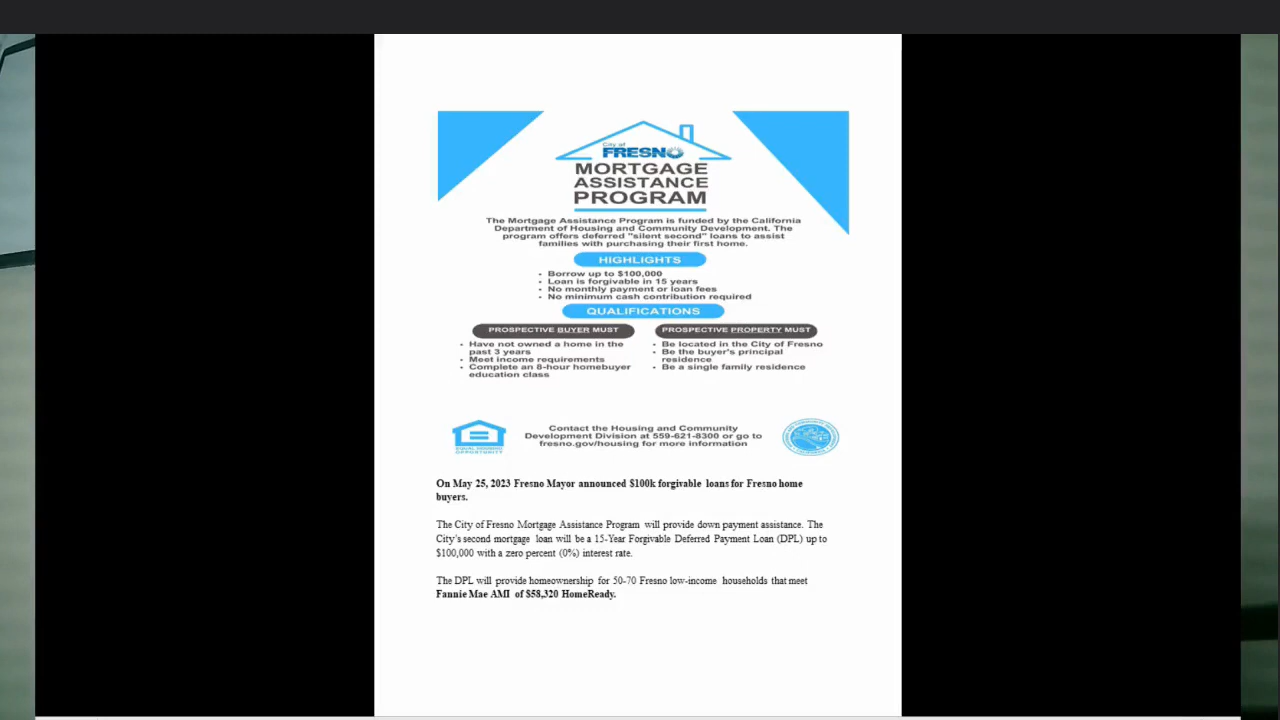 City of
FRESNO
MORTGAGE
ASSISTANCE
PROGRAM
The Mortgage Assistance Program is funded by the California
Department of Housing and Community Development. The
program offers deferred "silent second" loans to assist
families with purchasing their first home.
HIGHLIGHTS
• Borrow up to $100,000
• Loan is forgivable in 15 years
• No monthly payment or loan fees
• No minimum cash contribution required
QUALIFICATIONS
PROSPECTIVE BUYER MUST
• Have not owned a home in the
past 3 years
• Meet income requirements
• Complete an 8-hour homebuyer
education class
PROSPECTIVE PROPERTY MUST
• Be located in the City of Fresno
• Be the buyer's principal
residence
• Be a single family residence
EQUAL HOUSING
OPPORTUNITY
Contact the Housing and Community
Development Division at 559-621-8300 or go to
fresno.gov/housing for more information
On May 25, 2023 Fresno Mayor announced $100k forgivable loans for Fresno home
buyers.
The City of Fresno Mortgage Assistance Program will provide down payment assistance. The
City's second mortgage loan will be a 15-Year Forgivable Deferred Payment Loan (DPL) up to
$100,000 with a zero percent (0%) interest rate.
The DPL will provide homeownership for 50-70 Fresno low-income households that meet
Fannie Mae AMI of $58,320 HomeReady.